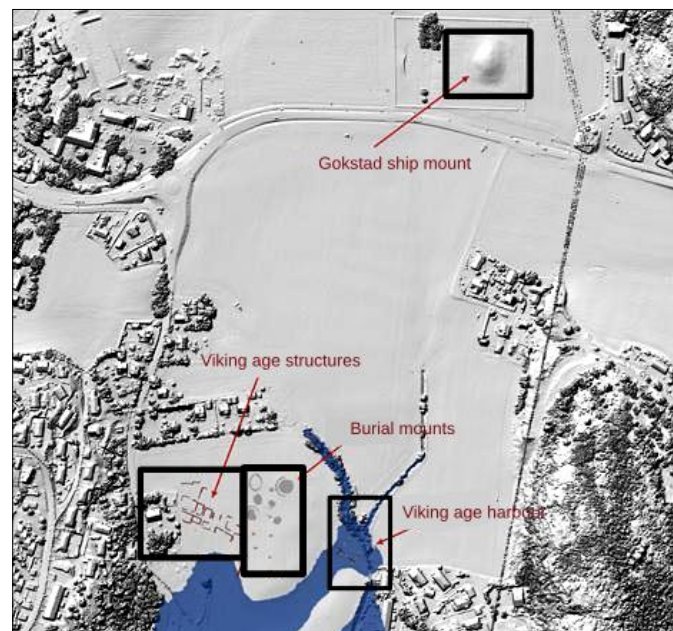 Gokstad ship mount
Viking age structures
Burial mounts
Viking age harbour